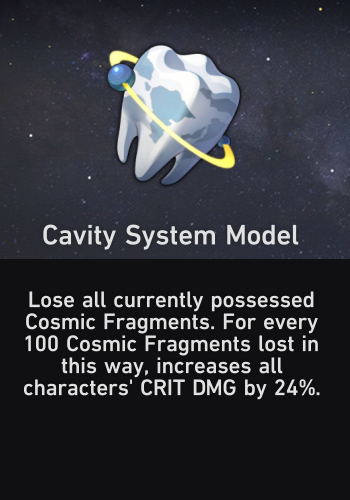 Cavity System Model
Lose all currently possessed
Cosmic Fragments. For every
100 Cosmic Fragments lost in
this way, increases all
characters' CRIT DMG by 24%.